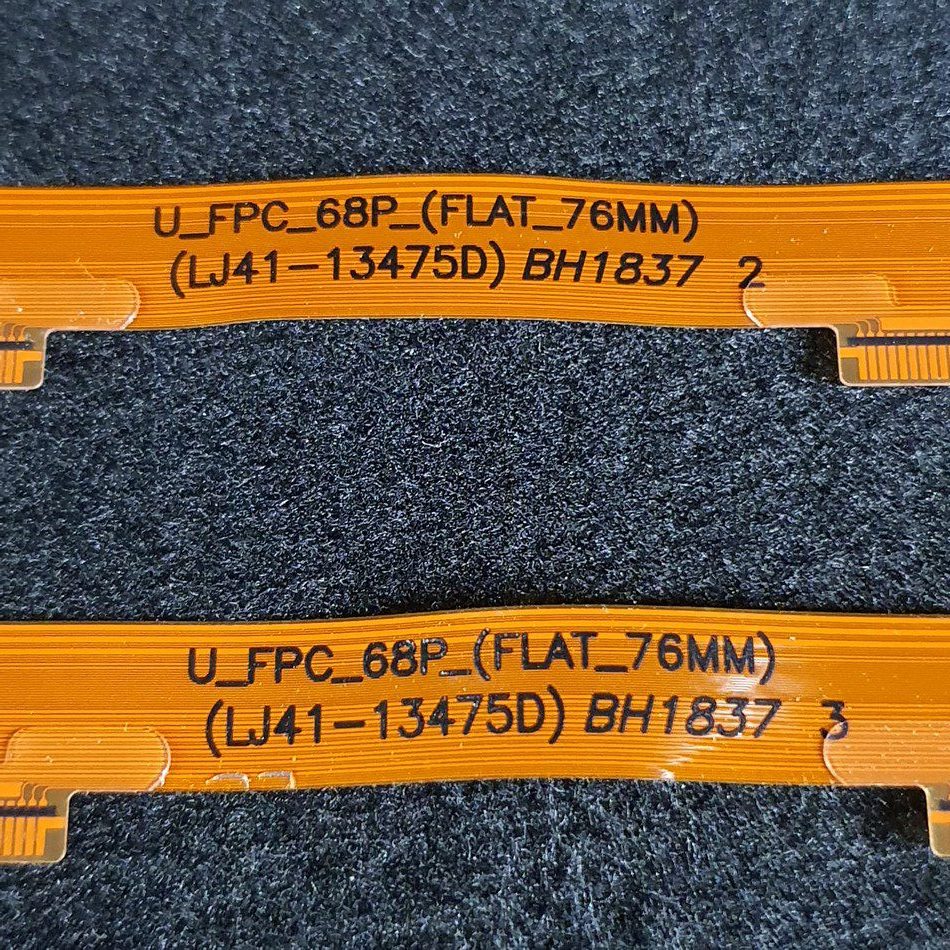 U_FPC_68P_(FLAT_76MM)
(LJ41-13475D) BH1837 2
U_FPC_68P_(FLAT_76MM)
(LJ41-13475D) BH1837 3